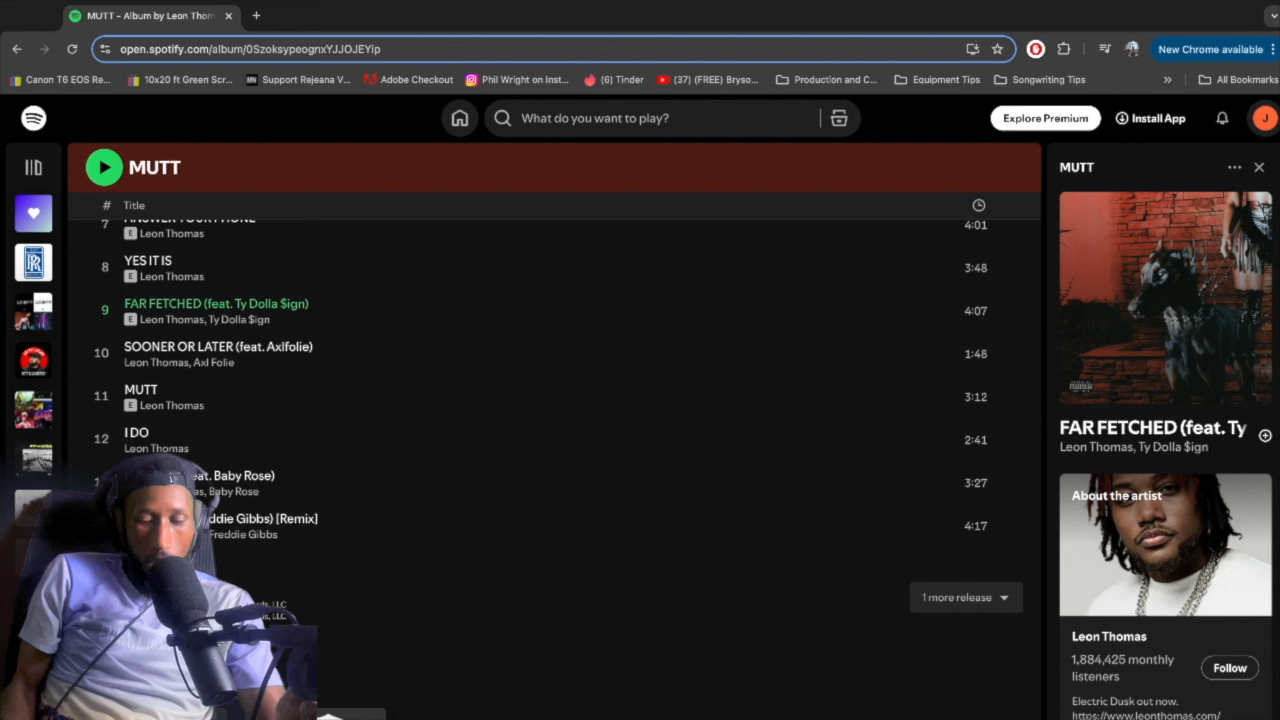 MUTT – Album by Leon Thom
open.spotify.com/album/0SzoksypeognxYJJOJEYip
New Chrome available
Canon T6 EOS Re...
10x20 ft Green Scr...
Support Rejeana V...
Adobe Checkout
Phil Wright on Inst...
(6) Tinder
(37) (FREE) Bryso...
Production and C...
Equipment Tips
Songwriting Tips
»
All Bookmarks
What do you want to play?
Explore Premium
Install App
J
MUTT
# Title
7 ANSWER YOUR PHONE 4:01
E Leon Thomas
8 YES IT IS 3:48
E Leon Thomas
9 FAR FETCHED (feat. Ty Dolla $ign) 4:07
E Leon Thomas, Ty Dolla $ign
10 SOONER OR LATER (feat. Axlfolie) 1:48
Leon Thomas, Axl Folie
11 MUTT 3:12
E Leon Thomas
12 I DO 2:41
Leon Thomas
eat. Baby Rose) 3:27
as, Baby Rose
ddie Gibbs) [Remix] 4:17
Freddie Gibbs
LLC
LLC
1 more release
MUTT
FAR FETCHED (feat. Ty
Leon Thomas, Ty Dolla $ign
About the artist
Leon Thomas
1,884,425 monthly
listeners
Follow
Electric Dusk out now.
https://www.leonthomas.com/